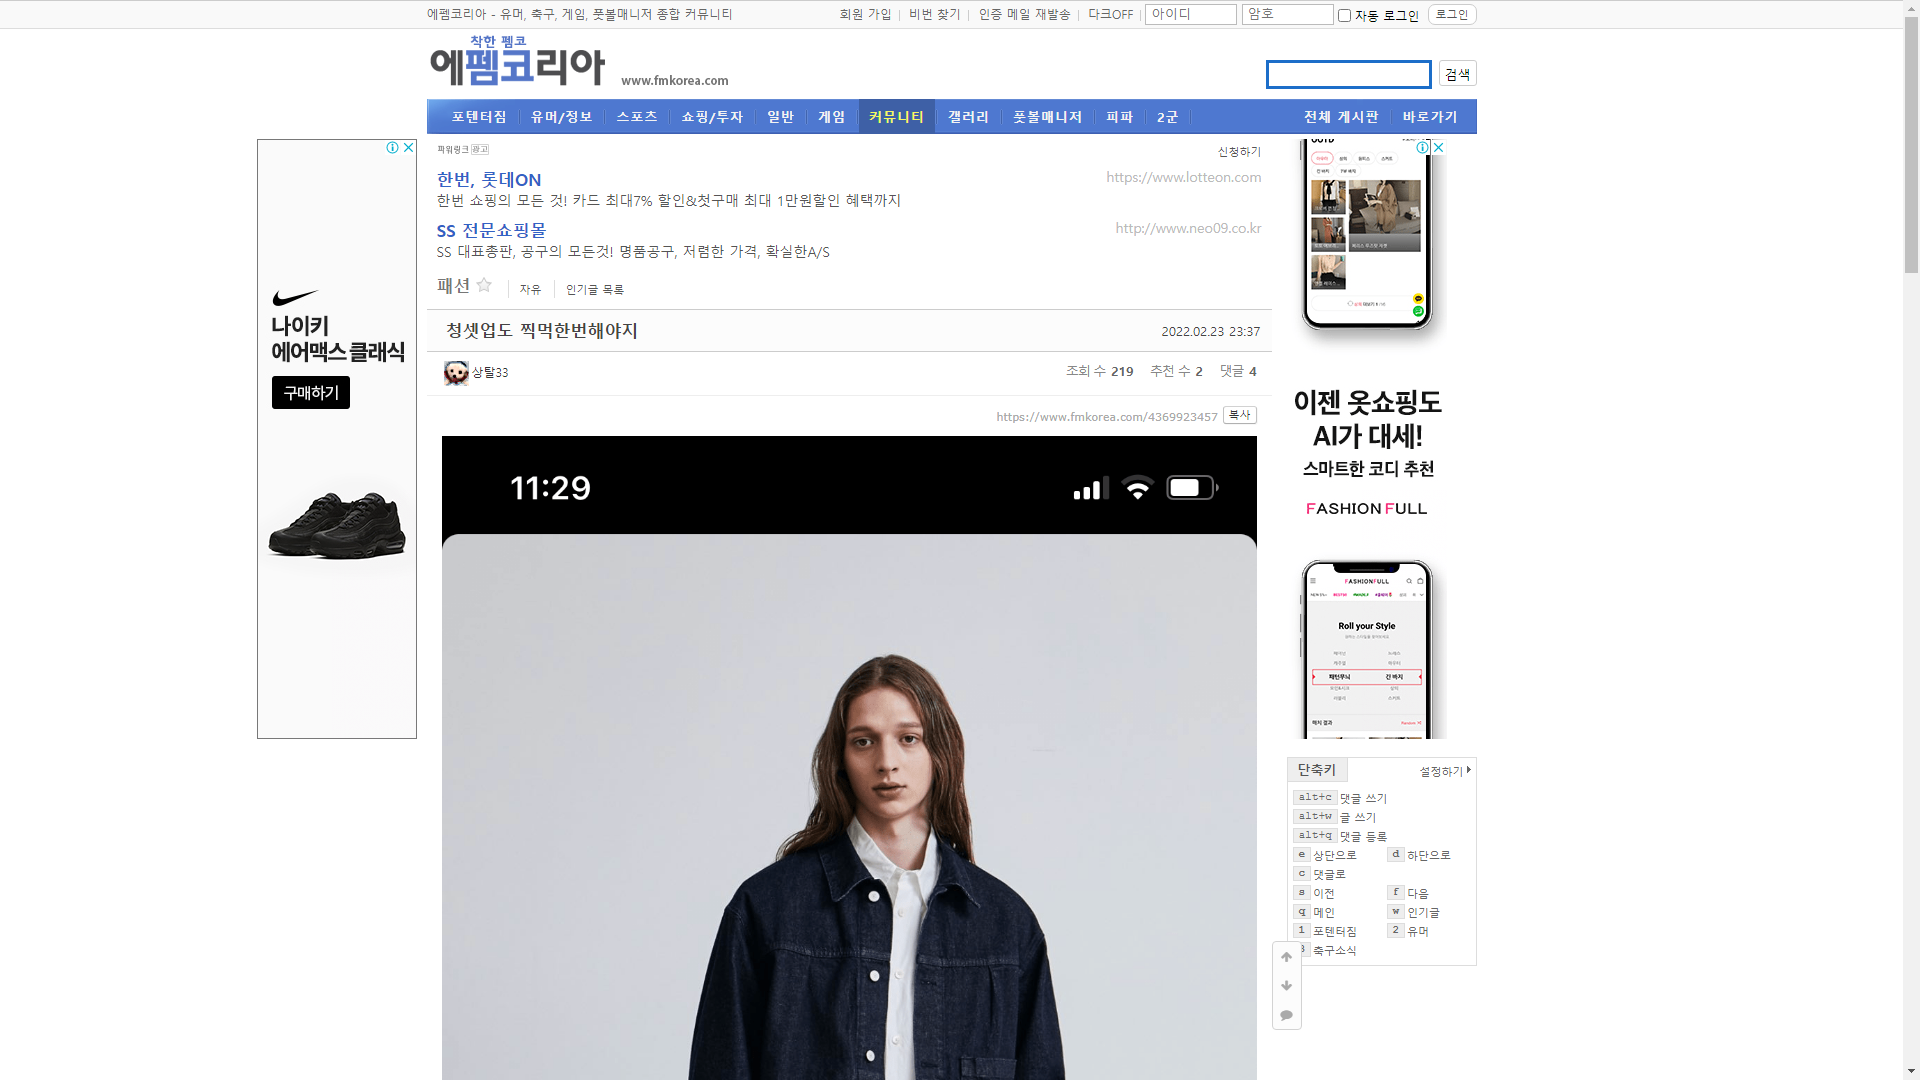 에펨코리아 - 유머, 축구, 게임, 풋볼매니저 종합 커뮤니티
회원 가입
비번 찾기
인증 메일 재발송
다크OFF
아이디
암호
자동 로그인
로그인
착한 펨코
에펨코리아
www.fmkorea.com
검색
포텐터짐
유머/정보
스포츠
쇼핑/투자
일반
게임
커뮤니티
갤러리
풋볼매니저
피파
2군
전체 게시판
바로가기
파워링크 광고
신청하기
한번, 롯데ON
https://www.lotteon.com
한번 쇼핑의 모든 것! 카드 최대7% 할인&첫구매 최대 1만원할인 혜택까지
SS 전문쇼핑몰
http://www.neo09.co.kr
SS 대표총판, 공구의 모든것! 명품공구, 저렴한 가격, 확실한A/S
패션
자유
인기글 목록
청셋업도 찍먹한번해야지
2022.02.23 23:37
상탈33
조회 수 219
추천 수 2
댓글 4
https://www.fmkorea.com/4369923457
복사
11:29
나이키
에어맥스 클래식
구매하기
이젠 옷쇼핑도
AI가 대세!
스마트한 코디 추천
FASHION FULL
FASHIONFULL
Roll your Style
패턴무늬
긴 바지
매치 결과
단축키
설정하기
alt+c 댓글 쓰기
alt+w 글 쓰기
alt+q 댓글 등록
e 상단으로
d 하단으로
c 댓글로
s 이전
f 다음
q 메인
w 인기글
1 포텐터짐
2 유머
3 축구소식